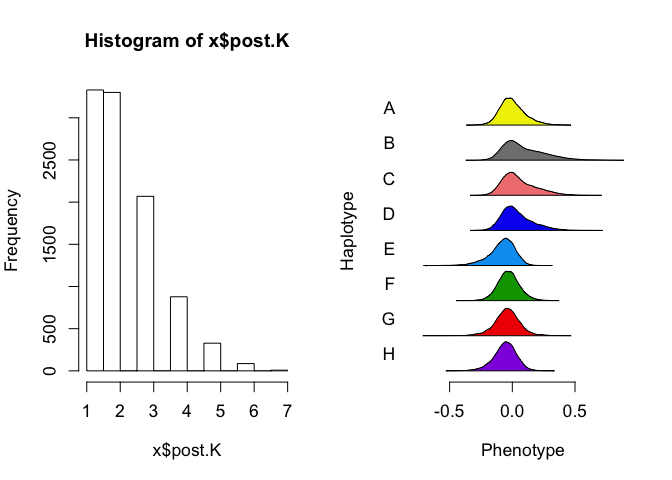 Histogram of x$post.K
Frequency
0
500
1500
2500
1 2 3 4 5 6 7
x$post.K
Haplotype
A
B
C
D
E
F
G
H
-0.5 0.0 0.5
Phenotype